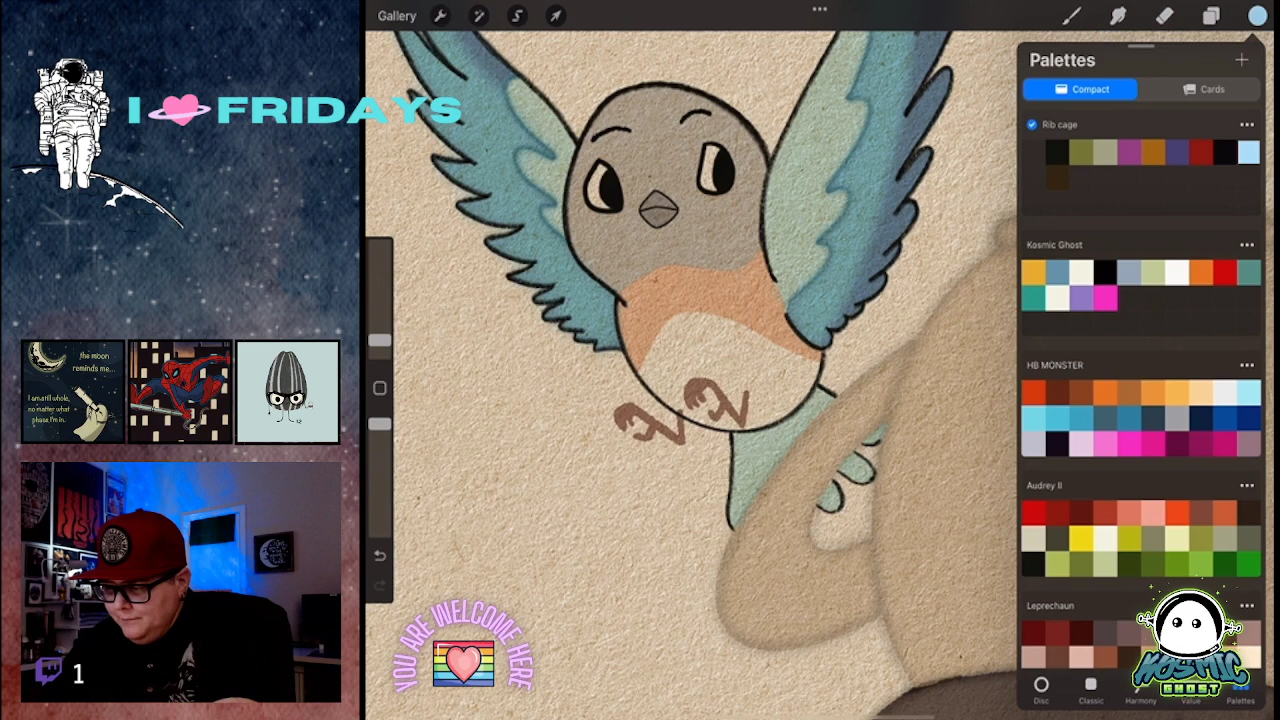 Gallery
S
Palettes
Compact
Cards
Rib cage
Kosmic Ghost
HB MONSTER
Audrey II
Leprechaun
Disc
Classic
Harmony
Value
Palettes
I FRIDAYS
the moon
reminds me...
I am still whole,
no matter what
phase I'm in.
1
YOU ARE WELCOME HERE
KOSMIC
GHOST